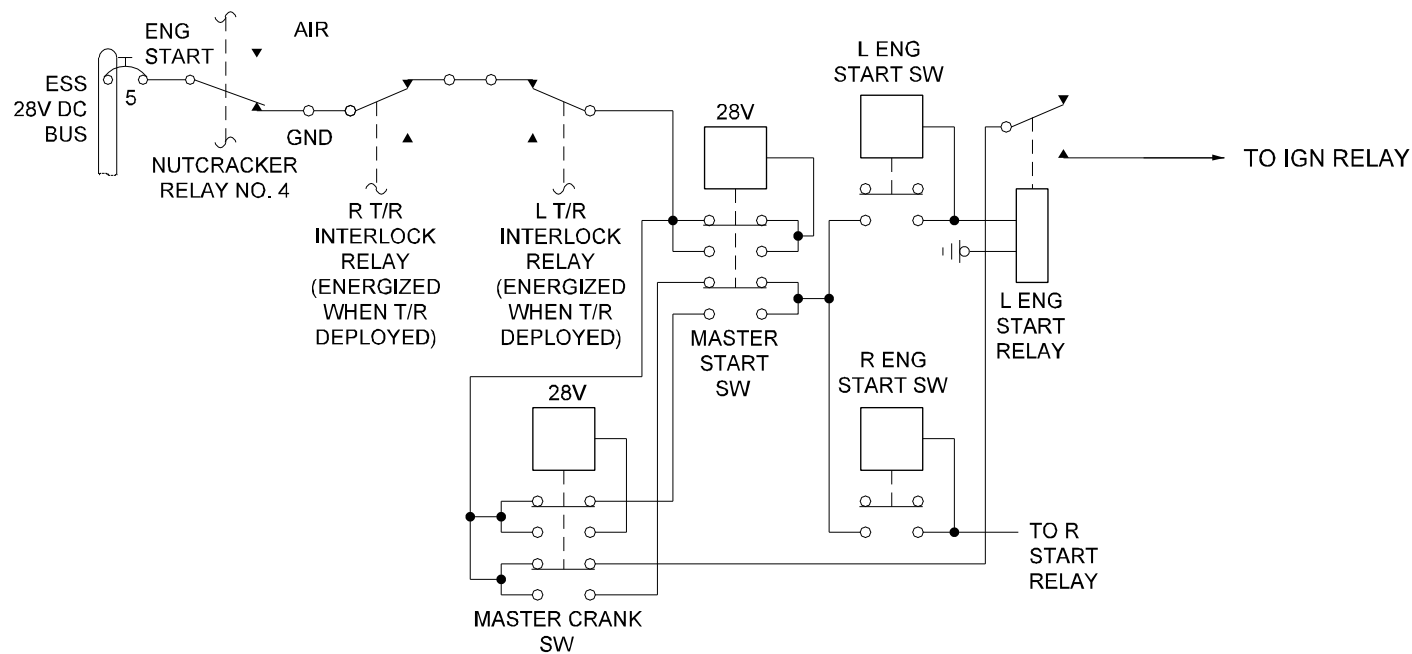 ENG
START
AIR
ESS
28V DC
BUS
5
GND
NUTCRACKER
RELAY NO. 4
R T/R
INTERLOCK
RELAY
(ENERGIZED
WHEN T/R
DEPLOYED)
L T/R
INTERLOCK
RELAY
(ENERGIZED
WHEN T/R
DEPLOYED)
28V
MASTER
START
SW
L ENG
START SW
TO IGN RELAY
L ENG
START
RELAY
R ENG
START SW
28V
MASTER CRANK
SW
TO R
START
RELAY